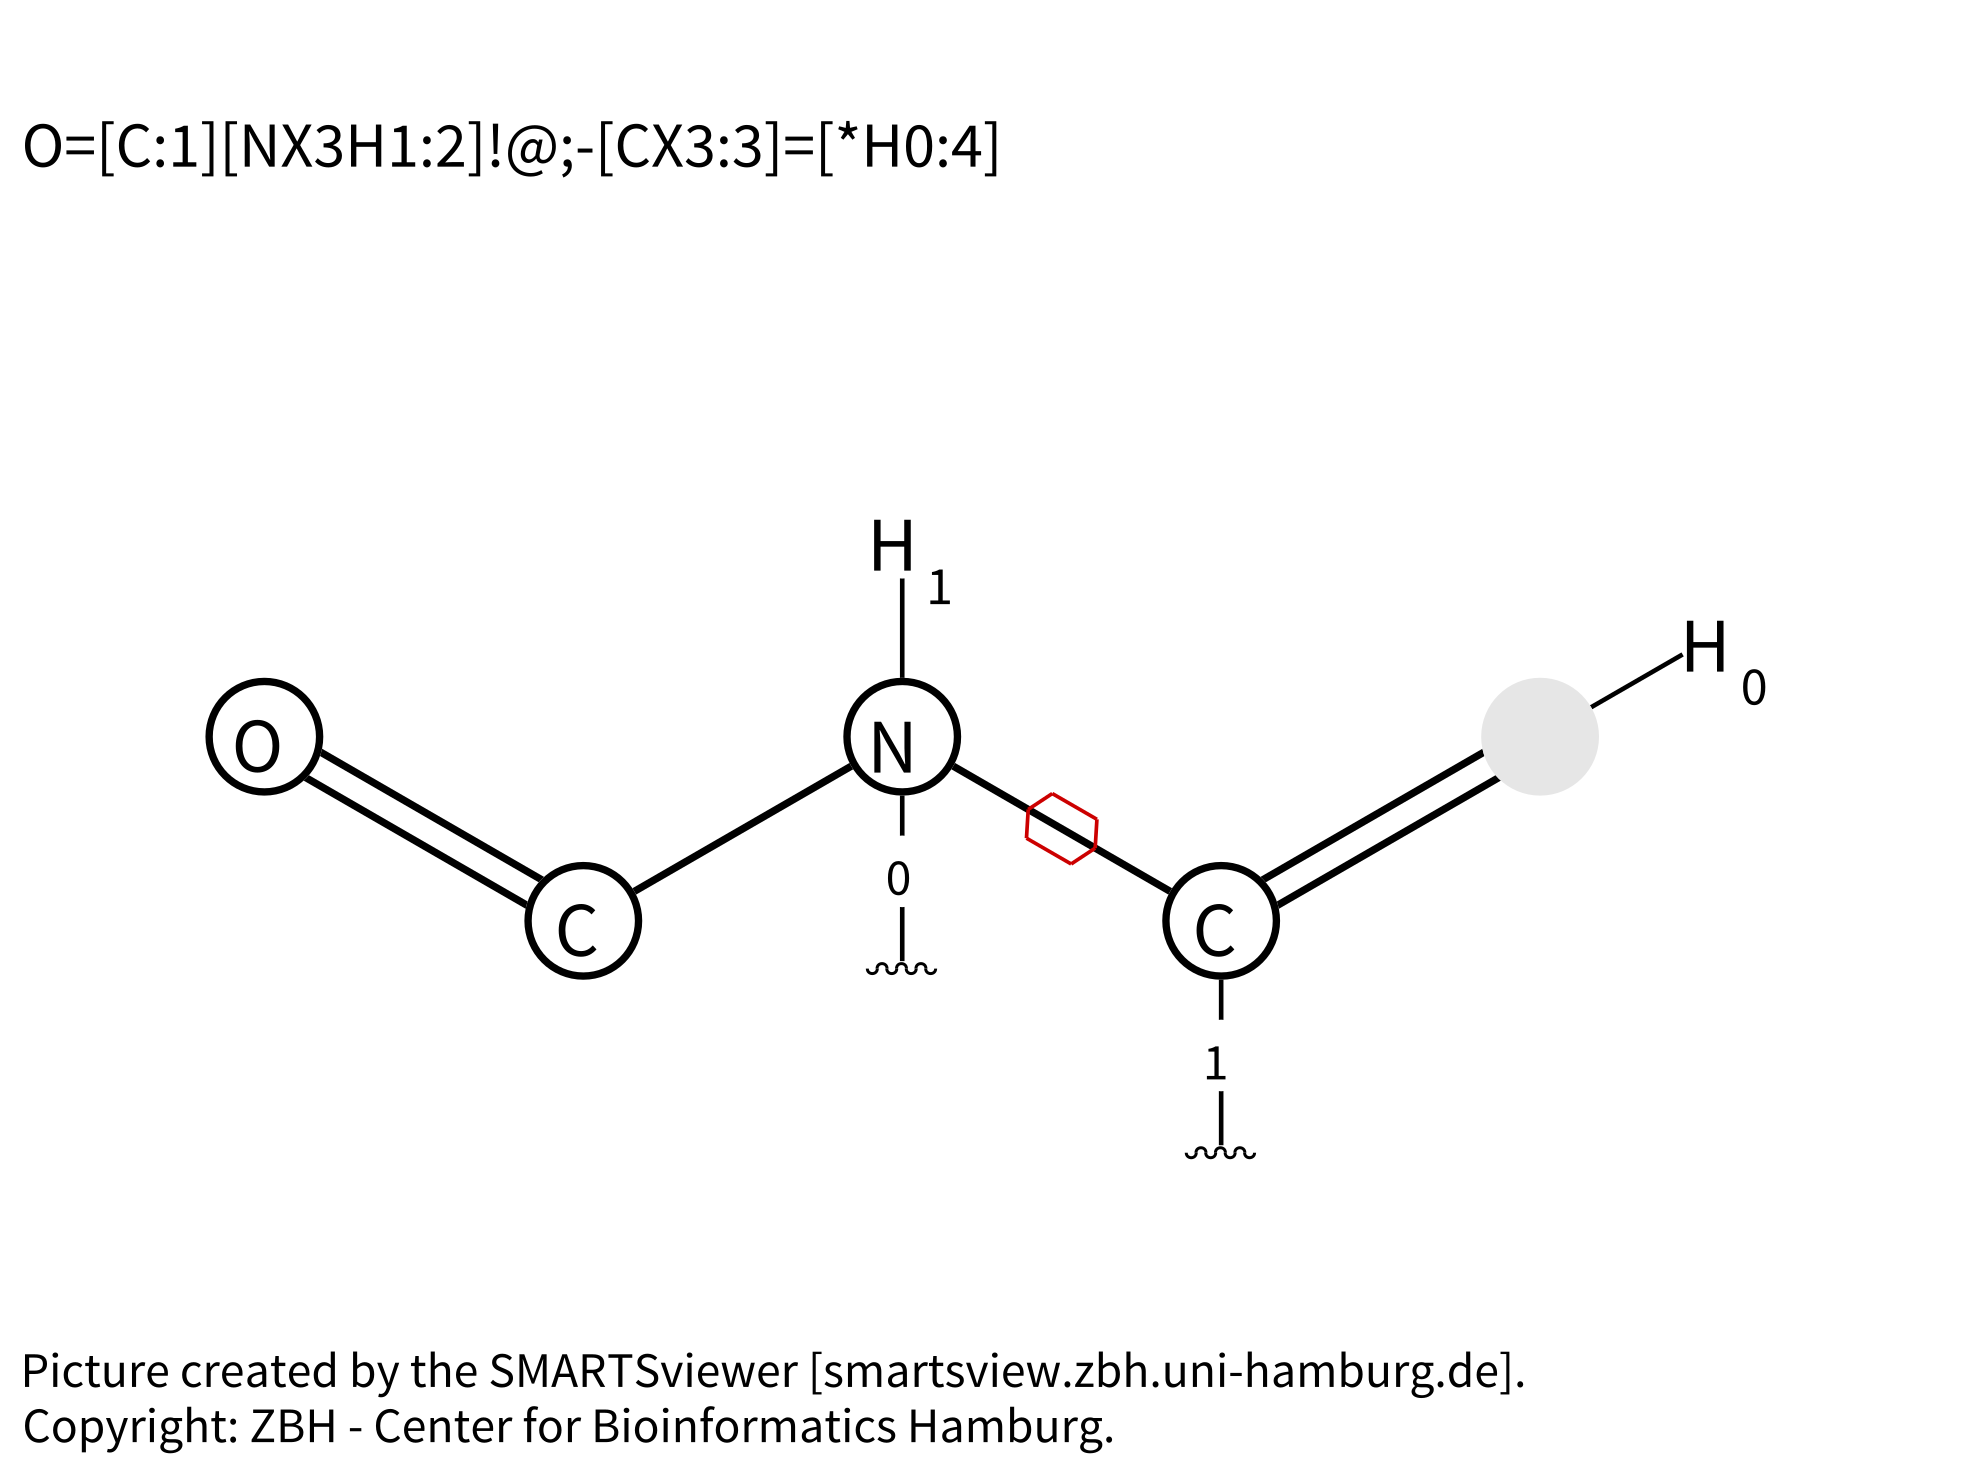 O=[C:1][NX3H1:2]!@;-[CX3:3]=[*H0:4]
H
1
H
0
O
N
0
C
C
1
Picture created by the SMARTSviewer [smartsview.zbh.uni-hamburg.de].
Copyright: ZBH - Center for Bioinformatics Hamburg.